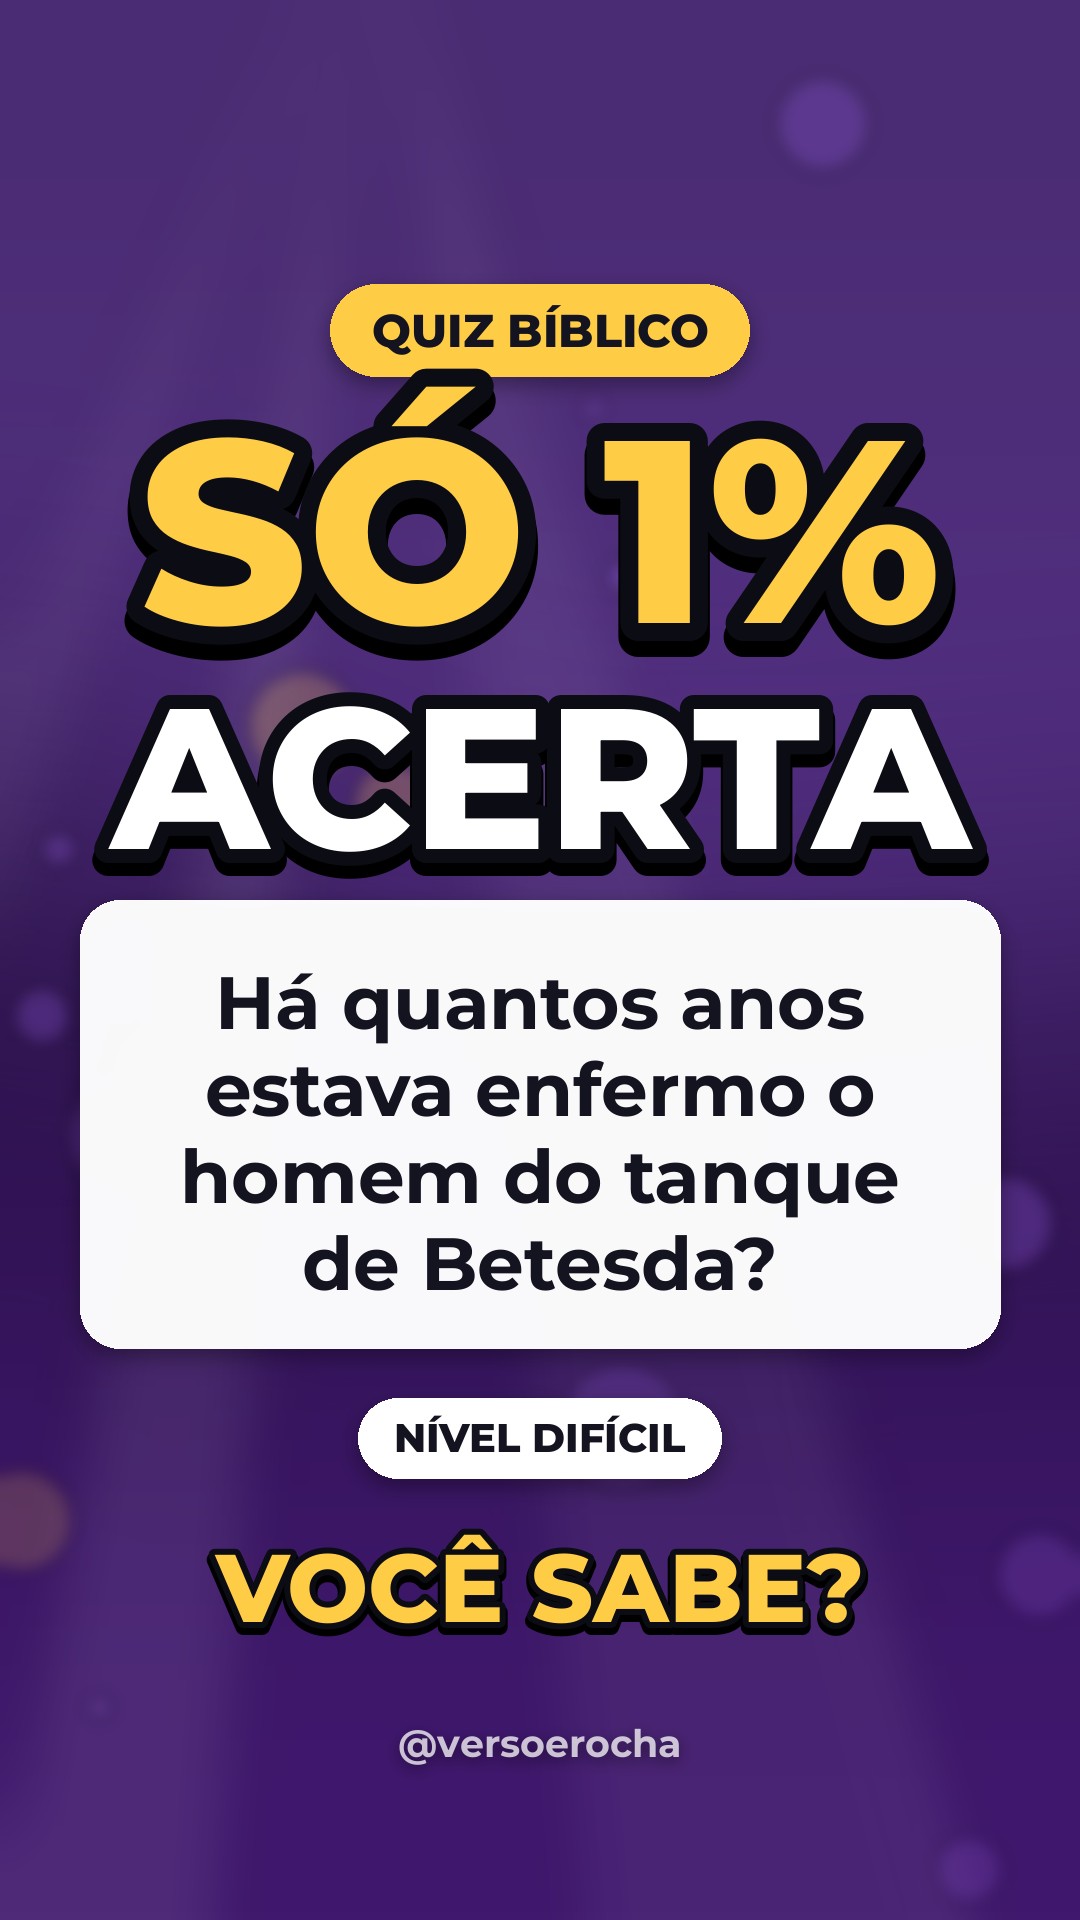 QUIZ BÍBLICO
SÓ 1%
ACERTA
Há quantos anos
estava enfermo o
homem do tanque
de Betesda?
NÍVEL DIFÍCIL
VOCÊ SABE?
@versoerocha